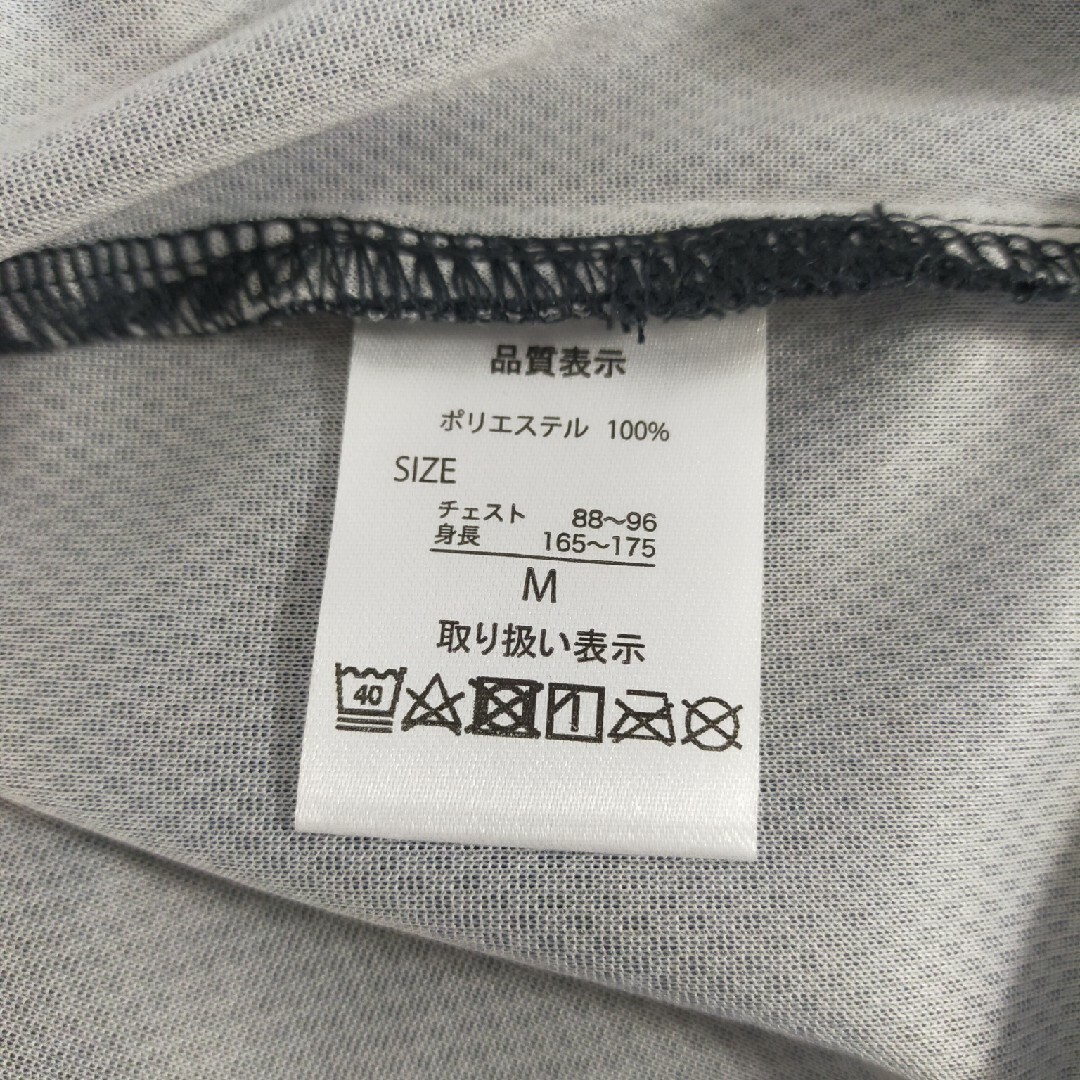 品質表示
ポリエステル 100%
SIZE
チェスト 88〜96
身長 165〜175
M
取り扱い表示
40